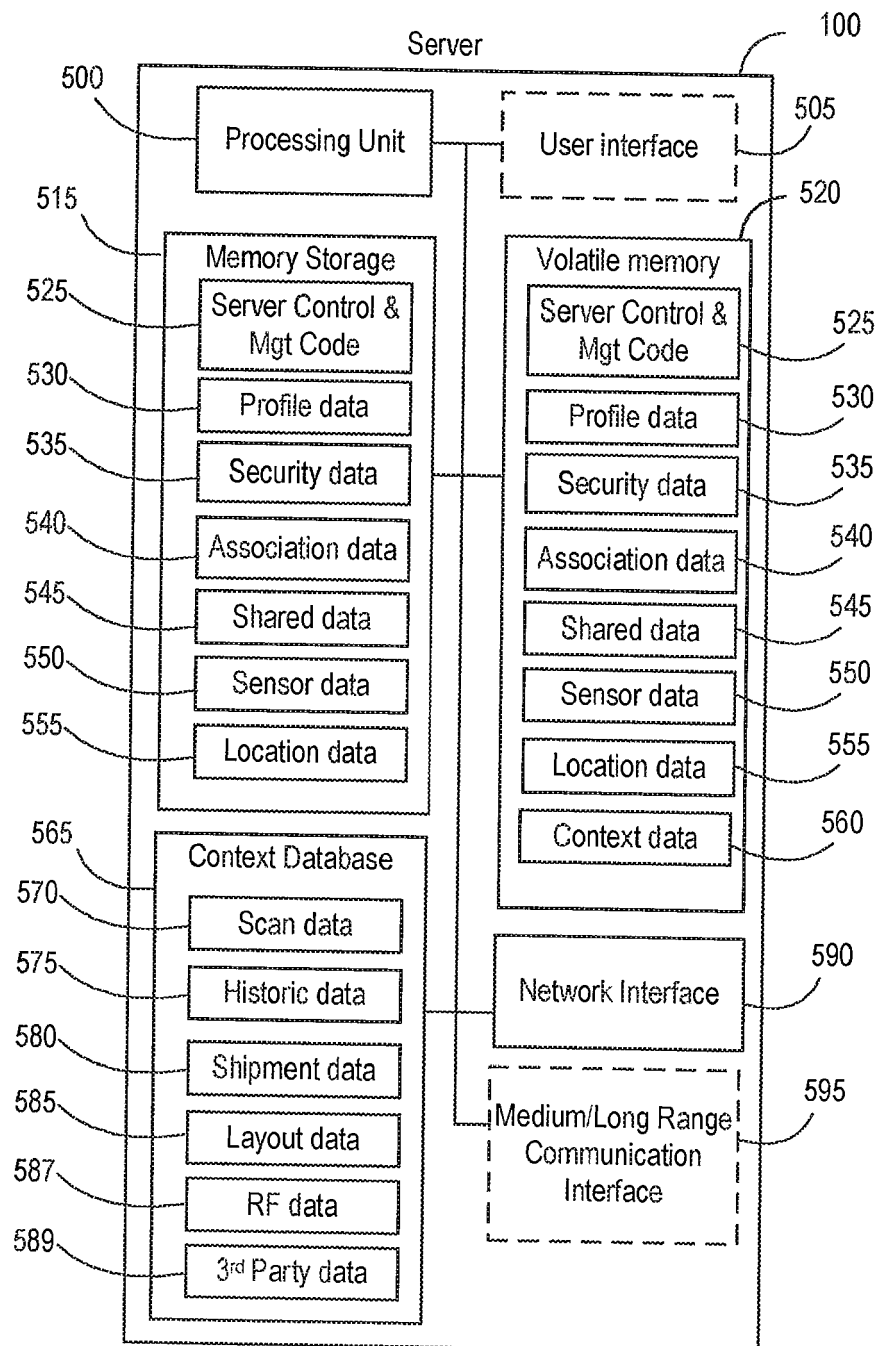 Server
100
500
Processing Unit
User interface
505
515
Memory Storage
525
Server Control &
Mgt Code
530
Profile data
535
Security data
540
Association data
545
Shared data
550
Sensor data
555
Location data
520
Volatile memory
Server Control &
Mgt Code
525
Profile data
530
Security data
535
Association data
540
Shared data
545
Sensor data
550
Location data
555
Context data
560
565
Context Database
570
Scan data
575
Historic data
580
Shipment data
585
Layout data
587
RF data
589
3rd Party data
Network Interface
590
Medium/Long Range
Communication
Interface
595